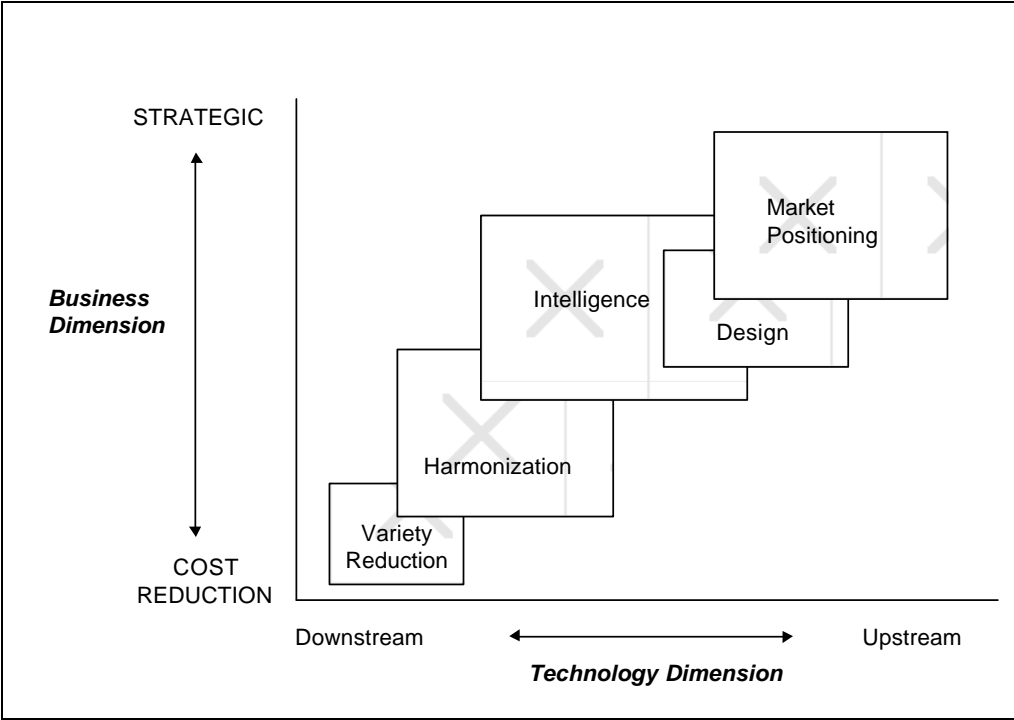 STRATEGIC
Market
Positioning
Business
Dimension
Intelligence
Design
Harmonization
Variety
Reduction
COST
REDUCTION
Downstream
Upstream
Technology Dimension